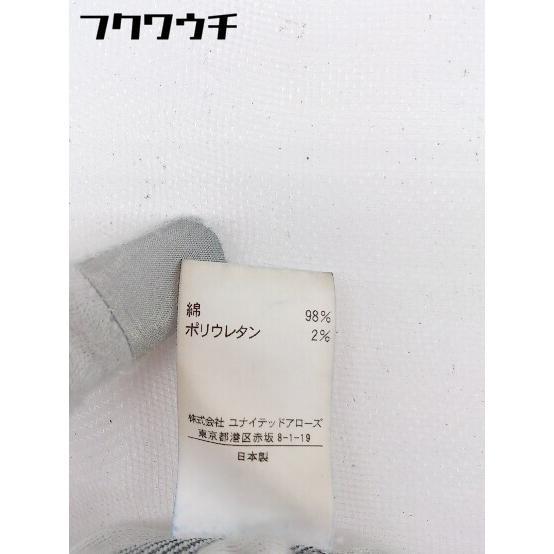 フクワウチ
綿 98%
ポリウレタン 2%
株式会社 ユナイテッドアローズ
東京都港区赤坂 8-1-19
日本製